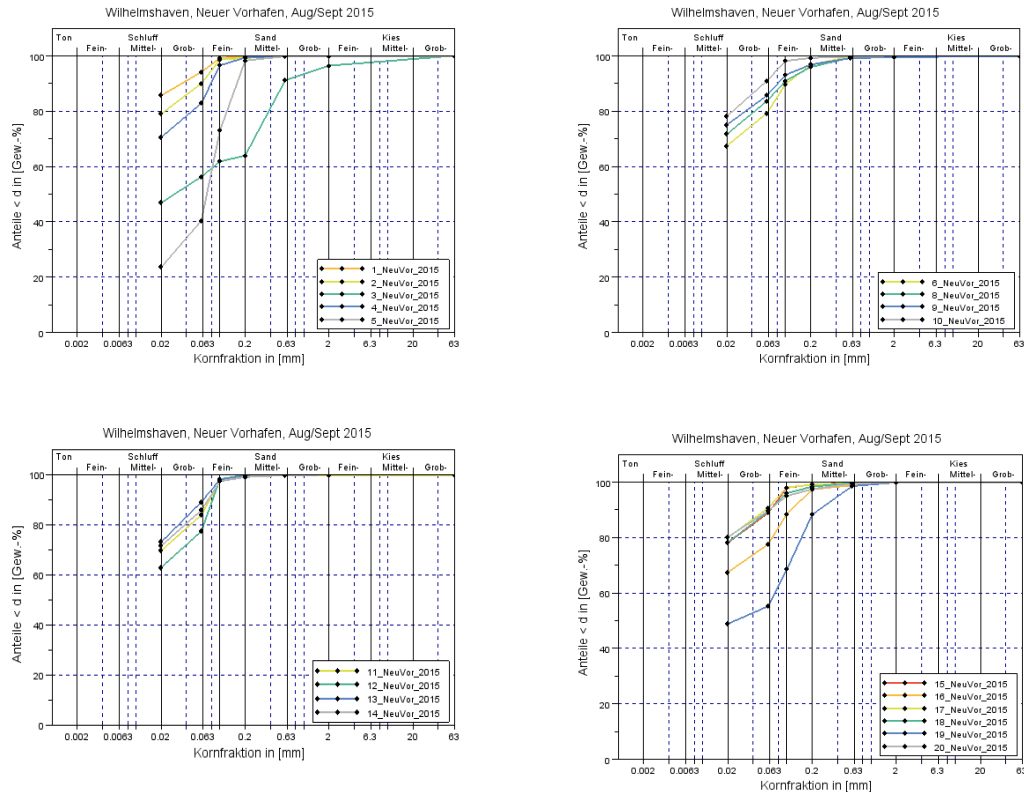 Wilhelmshaven, Neuer Vorhafen, Aug/Sept 2015
Ton Schluff Sand Kies
Fein- Mittel- Grob- Fein- Mittel- Grob- Fein- Mittel- Grob-
Anteile < d in [Gew.-%]
100
80
60
40
20
0
1_NeuVor_2015
2_NeuVor_2015
3_NeuVor_2015
4_NeuVor_2015
5_NeuVor_2015
0.002 0.0063 0.02 0.063 0.2 0.63 2 6.3 20 63
Kornfraktion in [mm]
Wilhelmshaven, Neuer Vorhafen, Aug/Sept 2015
Ton Schluff Sand Kies
Fein- Mittel- Grob- Fein- Mittel- Grob- Fein- Mittel- Grob-
Anteile < d in [Gew.-%]
100
80
60
40
20
0
6_NeuVor_2015
8_NeuVor_2015
9_NeuVor_2015
10_NeuVor_2015
0.002 0.0063 0.02 0.063 0.2 0.63 2 6.3 20 63
Kornfraktion in [mm]
Wilhelmshaven, Neuer Vorhafen, Aug/Sept 2015
Ton Schluff Sand Kies
Fein- Mittel- Grob- Fein- Mittel- Grob- Fein- Mittel- Grob-
Anteile < d in [Gew.-%]
100
80
60
40
20
0
11_NeuVor_2015
12_NeuVor_2015
13_NeuVor_2015
14_NeuVor_2015
0.002 0.0063 0.02 0.063 0.2 0.63 2 6.3 20 63
Kornfraktion in [mm]
Wilhelmshaven, Neuer Vorhafen, Aug/Sept 2015
Ton Schluff Sand Kies
Fein- Mittel- Grob- Fein- Mittel- Grob- Fein- Mittel- Grob-
Anteile < d in [Gew.-%]
100
80
60
40
20
0
15_NeuVor_2015
16_NeuVor_2015
17_NeuVor_2015
18_NeuVor_2015
19_NeuVor_2015
20_NeuVor_2015
0.002 0.0063 0.02 0.063 0.2 0.63 2 6.3 20 63
Kornfraktion in [mm]